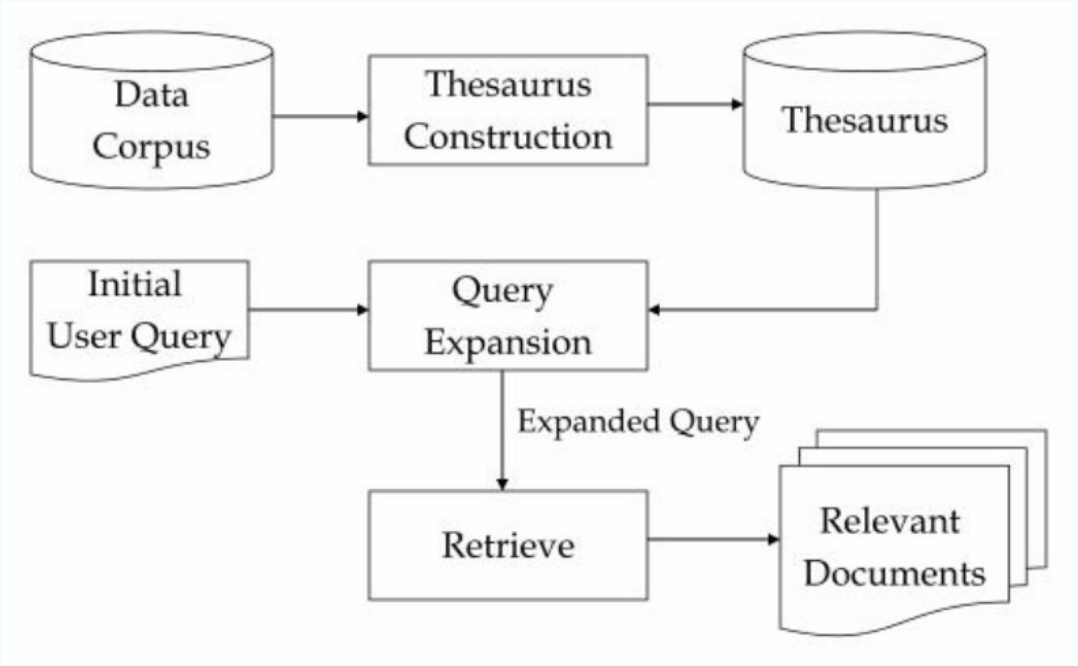 Data
Corpus
Thesaurus
Construction
Thesaurus
Initial
User Query
Query
Expansion
Expanded Query
Retrieve
Relevant
Documents